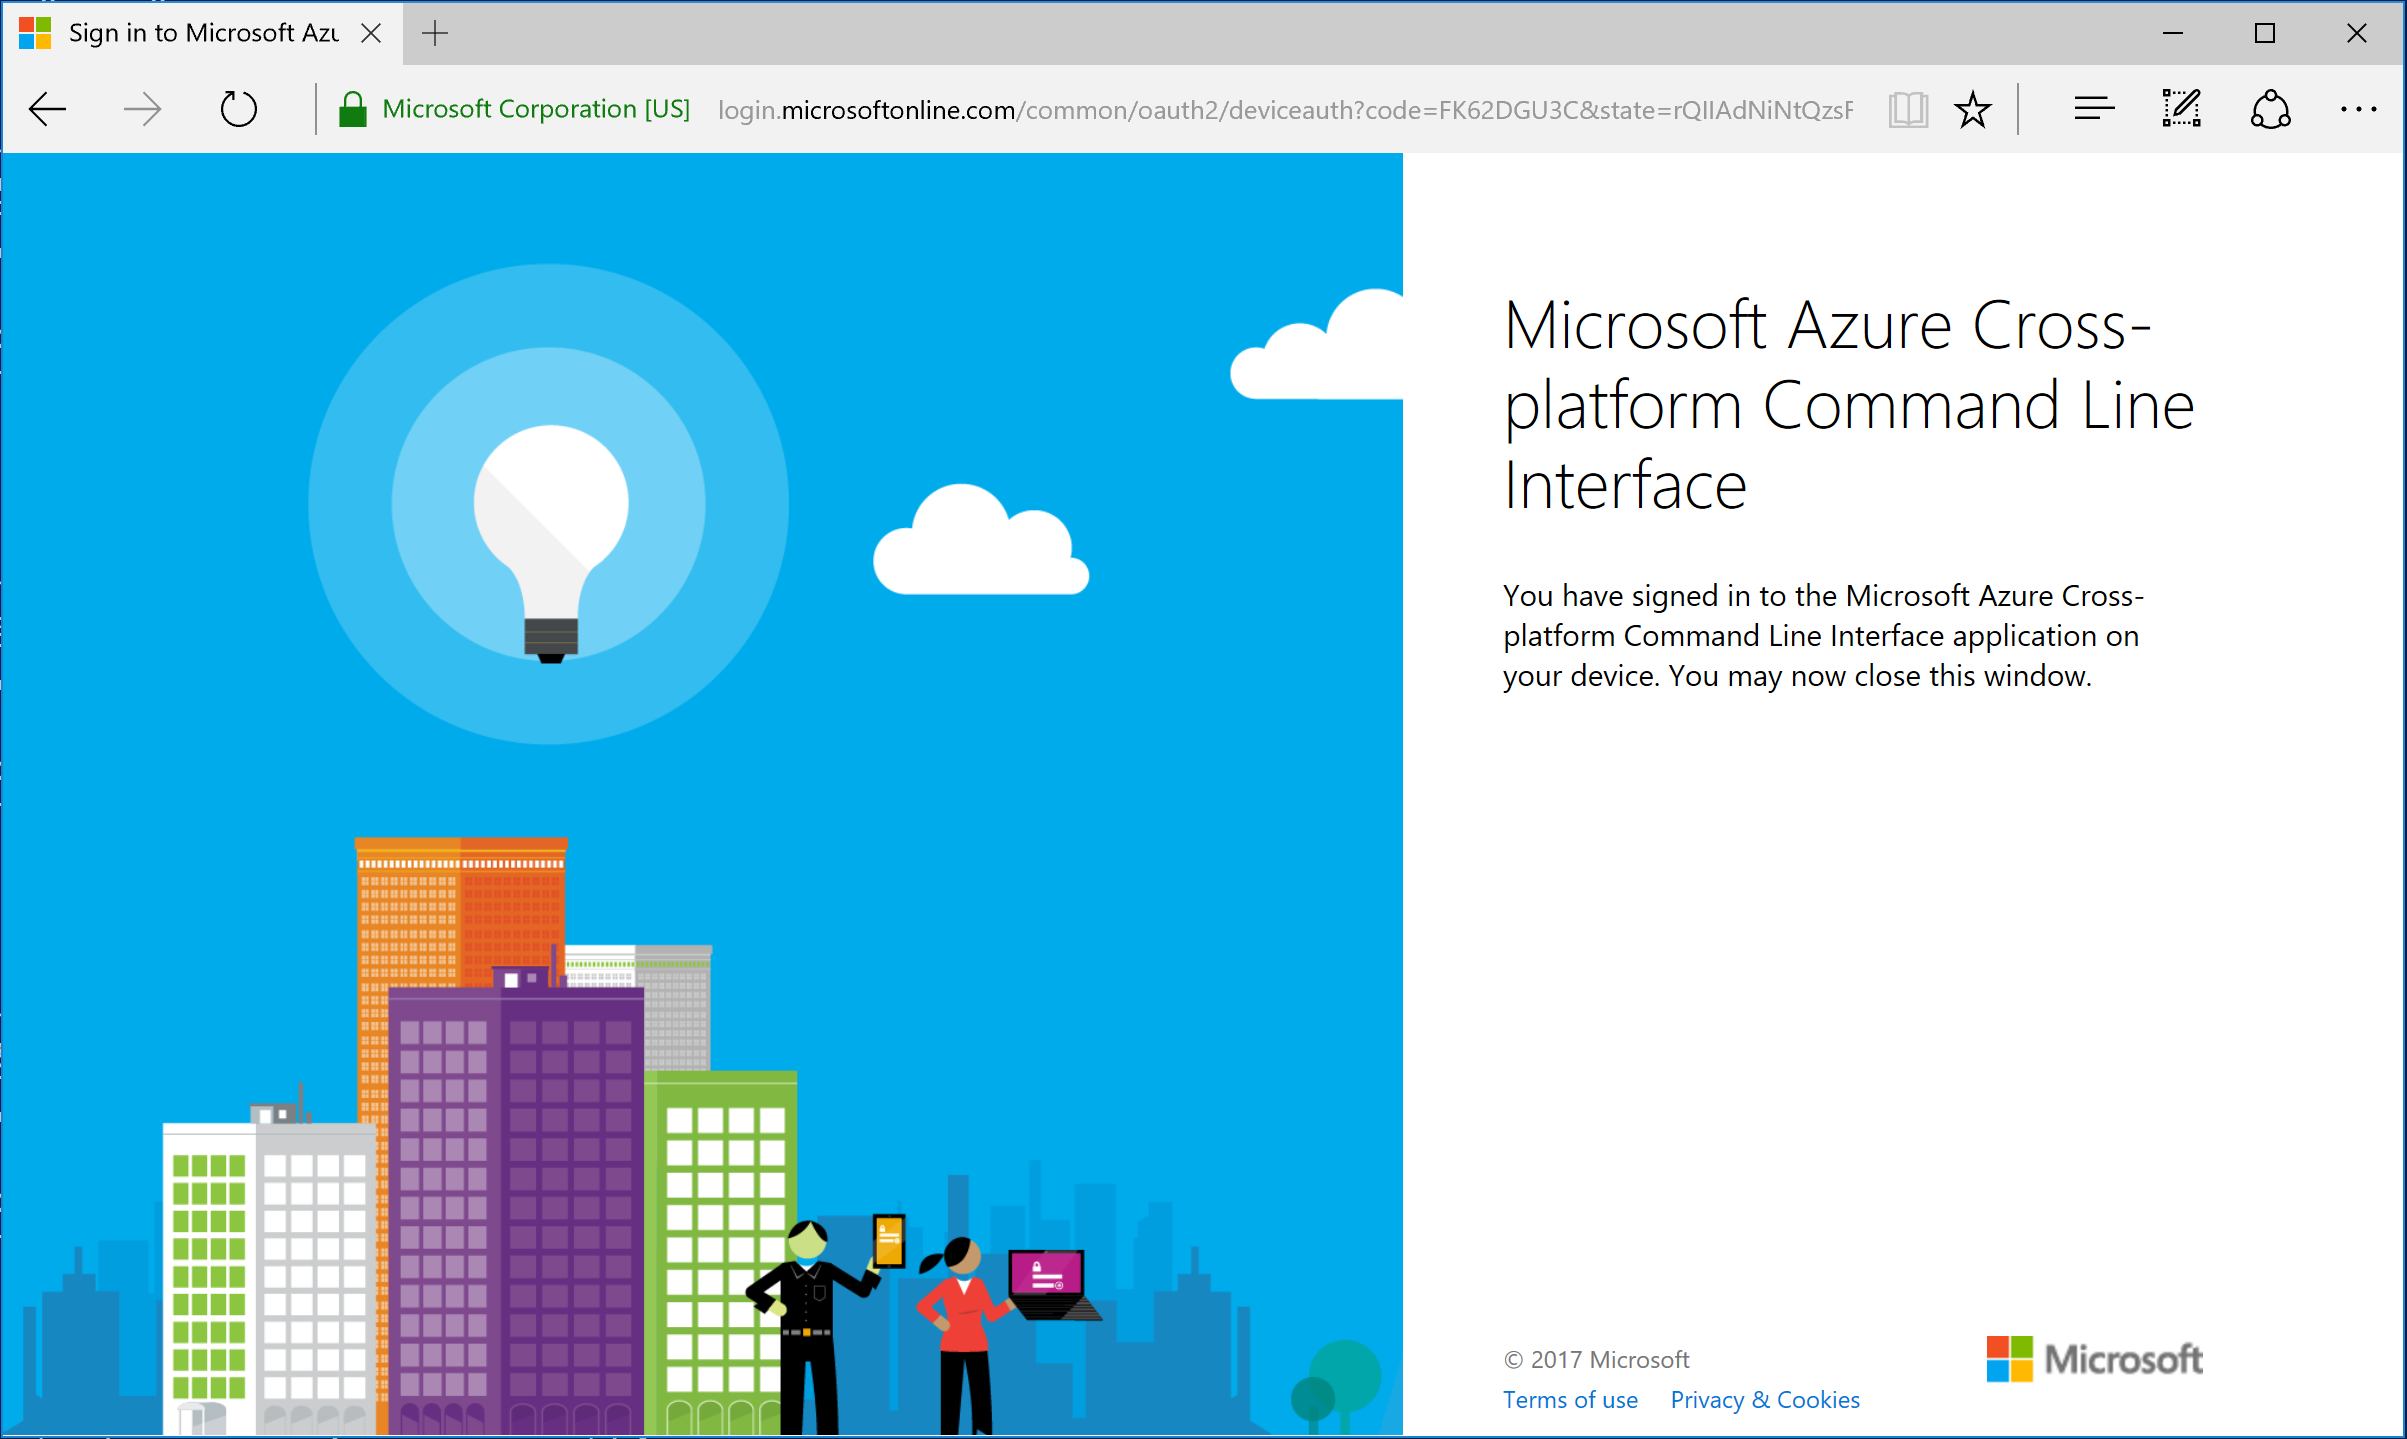 Sign in to Microsoft Azu
Microsoft Corporation [US] login.microsoftonline.com/common/oauth2/deviceauth?code=FK62DGU3C&state=rQIIAdNiNtQzsF
Microsoft Azure Cross-
platform Command Line
Interface
You have signed in to the Microsoft Azure Cross-
platform Command Line Interface application on
your device. You may now close this window.
© 2017 Microsoft
Terms of use Privacy & Cookies
Microsoft